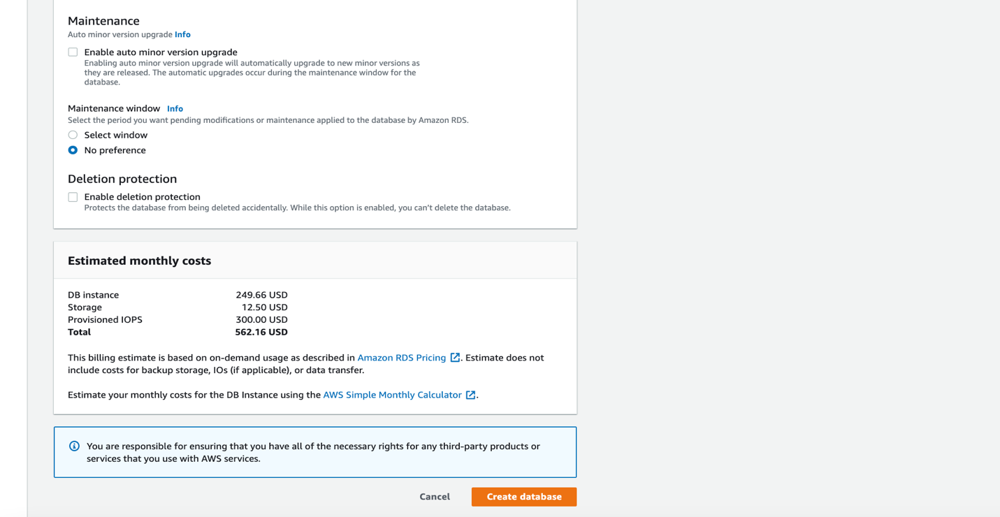 Maintenance
Auto minor version upgrade Info
Enable auto minor version upgrade
Enabling auto minor version upgrade will automatically upgrade to new minor versions as
they are released. The automatic upgrades occur during the maintenance window for the
database.
Maintenance window Info
Select the period you want pending modifications or maintenance applied to the database by Amazon RDS.
Select window
No preference
Deletion protection
Enable deletion protection
Protects the database from being deleted accidentally. While this option is enabled, you can't delete the database.
Estimated monthly costs
DB instance 249.66 USD
Storage 12.50 USD
Provisioned IOPS 300.00 USD
Total 562.16 USD
This billing estimate is based on on-demand usage as described in Amazon RDS Pricing. Estimate does not
include costs for backup storage, IOs (if applicable), or data transfer.
Estimate your monthly costs for the DB Instance using the AWS Simple Monthly Calculator.
You are responsible for ensuring that you have all of the necessary rights for any third-party products or
services that you use with AWS services.
Cancel Create database